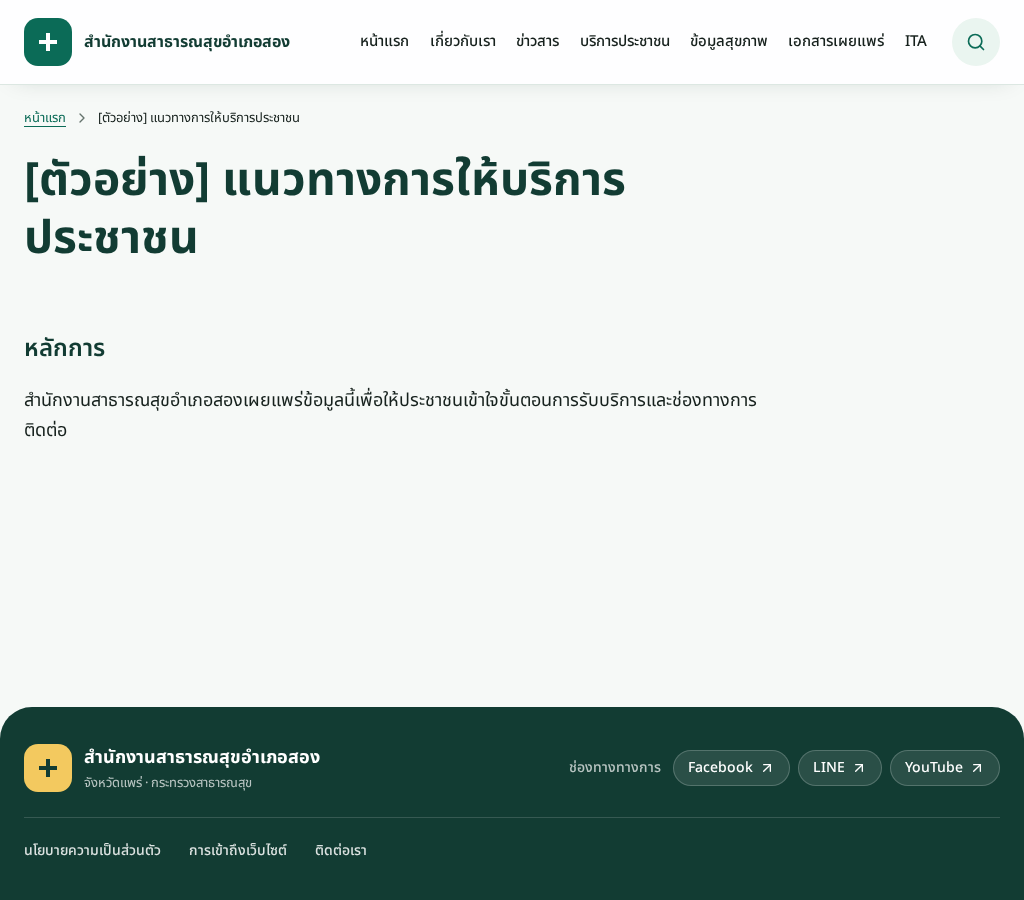 สำนักงานสาธารณสุขอำเภอสอง
หน้าแรก เกี่ยวกับเรา ข่าวสาร บริการประชาชน ข้อมูลสุขภาพ เอกสารเผยแพร่ ITA
หน้าแรก [ตัวอย่าง] แนวทางการให้บริการประชาชน
[ตัวอย่าง] แนวทางการให้บริการ
ประชาชน
หลักการ
สำนักงานสาธารณสุขอำเภอสองเผยแพร่ข้อมูลนี้เพื่อให้ประชาชนเข้าใจขั้นตอนการรับบริการและช่องทางการ
ติดต่อ
สำนักงานสาธารณสุขอำเภอสอง
จังหวัดแพร่ · กระทรวงสาธารณสุข
ช่องทางทางการ Facebook LINE YouTube
นโยบายความเป็นส่วนตัว การเข้าถึงเว็บไซต์ ติดต่อเรา